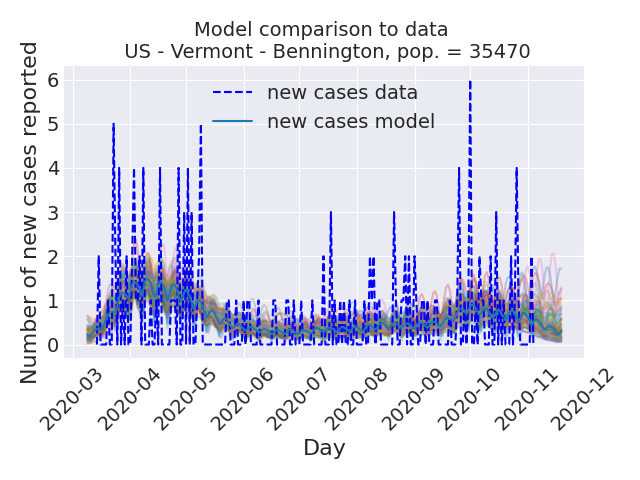 Model comparison to data
US - Vermont - Bennington, pop. = 35470
Number of new cases reported
6
5
4
3
2
1
0
new cases data
new cases model
2020-03
2020-04
2020-05
2020-06
2020-07
2020-08
2020-09
2020-10
2020-11
2020-12
Day